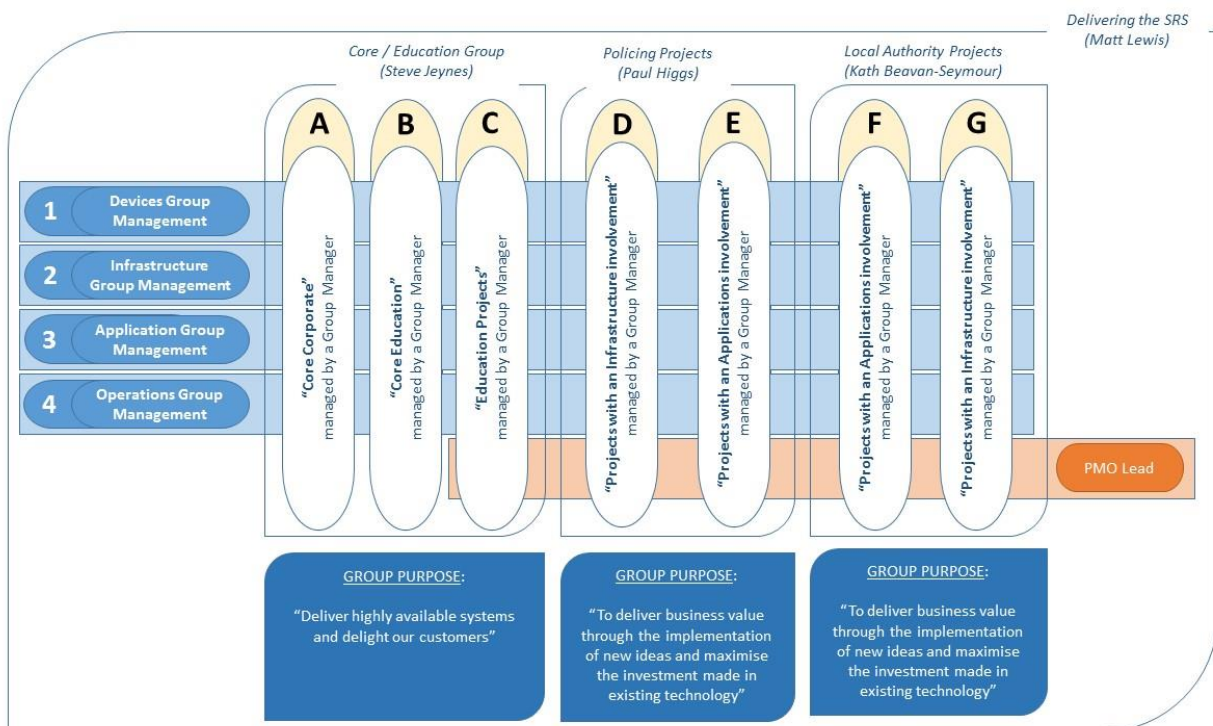 Delivering the SRS
(Matt Lewis)
Core / Education Group
(Steve Jeynes)
Policing Projects
(Paul Higgs)
Local Authority Projects
(Kath Beavan-Seymour)
A
B
C
D
E
F
G
1
Devices Group
Management
2
Infrastructure
Group Management
3
Application Group
Management
4
Operations Group
Management
“Core Corporate”
managed by a Group Manager
“Core Education”
managed by a Group Manager
“Education Projects”
managed by a Group Manager
“Projects with an Infrastructure involvement”
managed by a Group Manager
“Projects with an Applications involvement”
managed by a Group Manager
“Projects with an Applications involvement”
managed by a Group Manager
“Projects with an Infrastructure involvement”
managed by a Group Manager
PMO Lead
GROUP PURPOSE:
“Deliver highly available systems
and delight our customers”
GROUP PURPOSE:
“To deliver business value
through the implementation
of new ideas and maximise
the investment made in
existing technology”
GROUP PURPOSE:
“To deliver business value
through the implementation
of new ideas and maximise
the investment made in
existing technology”